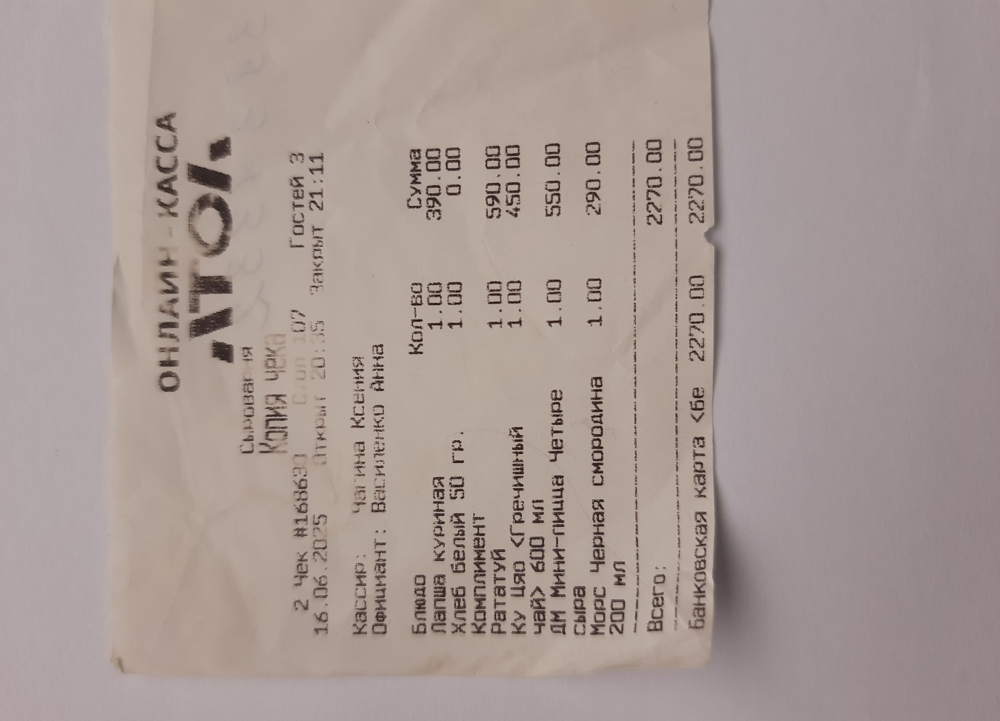 ОНЛАЙН-КАССА
АТОЛ
Сыроварня
Копия чека
2 Чек #168630 Стол 107 Гостей 3
16.06.2025 Открыт 20:35 Закрыт 21:11
Кассир: Чагина Ксения
Официант: Василенко Анна
Блюдо Кол-во Сумма
Лапша куриная 1.00 390.00
Хлеб белый 50 гр. 1.00 0.00
Комплимент
Рататуй 1.00 590.00
Ку Цяо <Гречишный 1.00 450.00
чай> 600 мл
ДМ Мини-пицца Четыре 1.00 550.00
сыра
Морс Черная смородина 1.00 290.00
200 мл
Всего: 2270.00
Банковская карта <бе 2270.00 2270.00